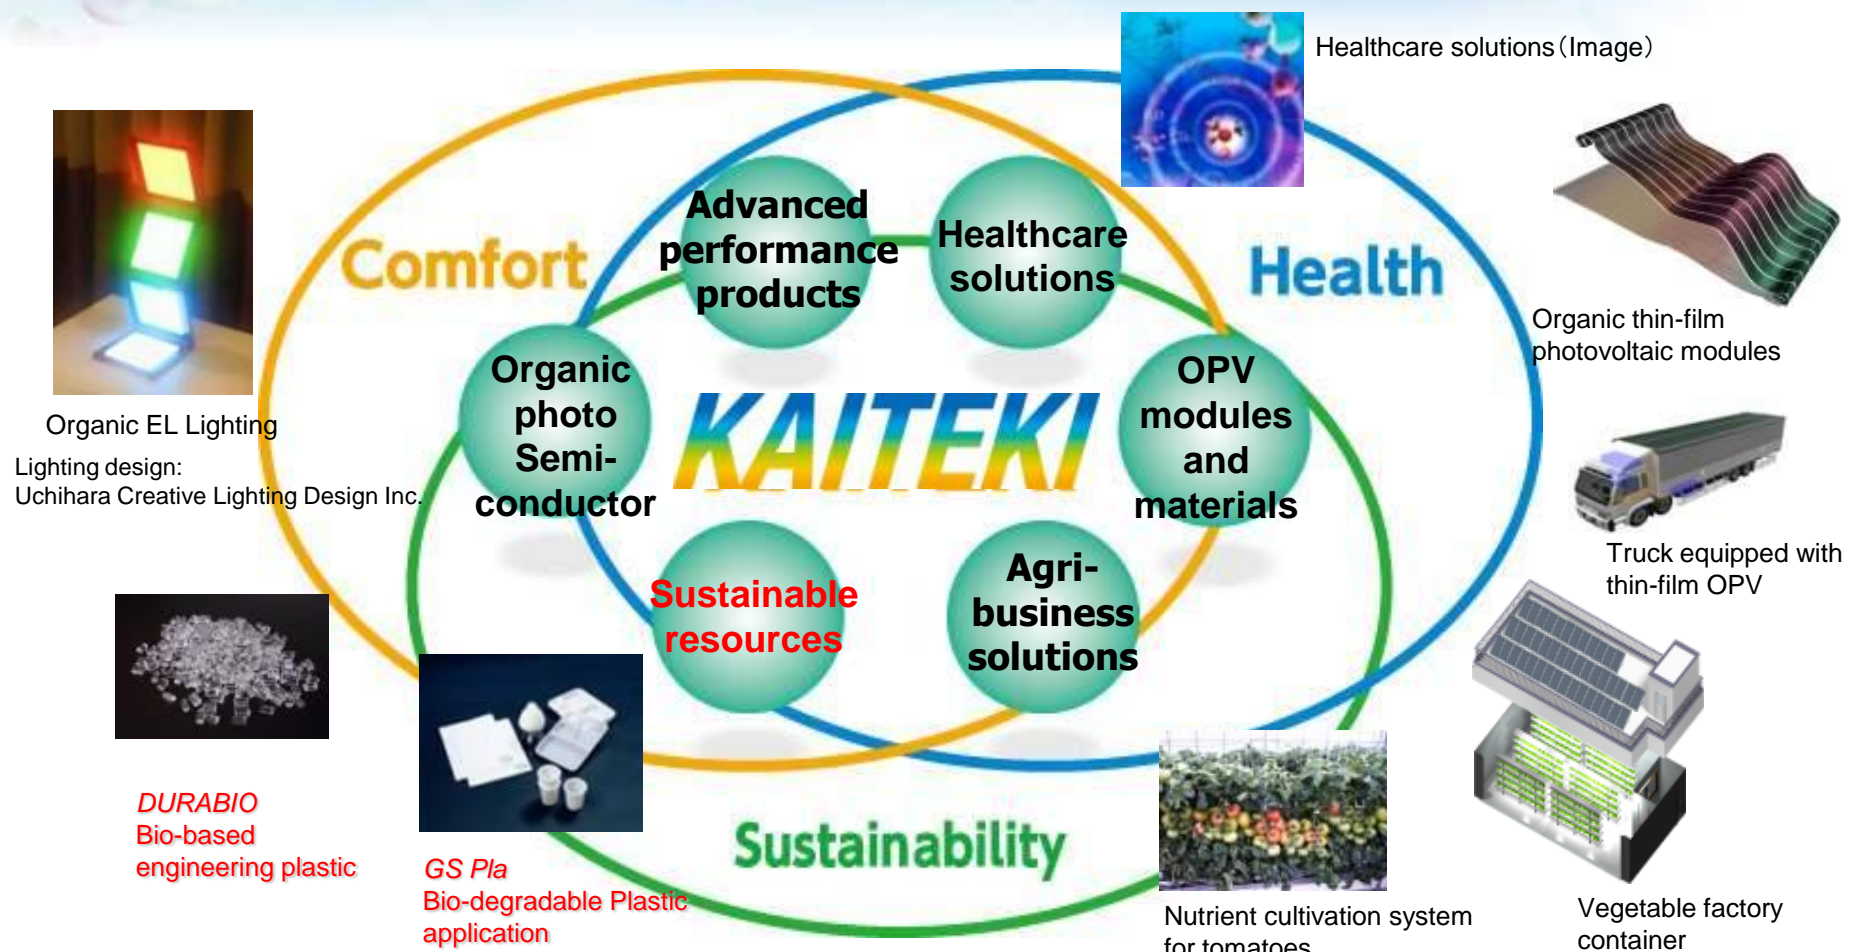 Healthcare solutions（Image）
Comfort
Advanced
performance
products
Healthcare
solutions
Health
Organic thin-film
photovoltaic modules
Organic
photo
Semi-
conductor
KAITEKI
OPV
modules
and
materials
Organic EL Lighting
Lighting design:
Uchihara Creative Lighting Design Inc.
Truck equipped with
thin-film OPV
Sustainable
resources
Agri-
business
solutions
DURABIO
Bio-based
engineering plastic
GS Pla
Bio-degradable Plastic
application
Sustainability
Nutrient cultivation system
for tomatoes
Vegetable factory
container